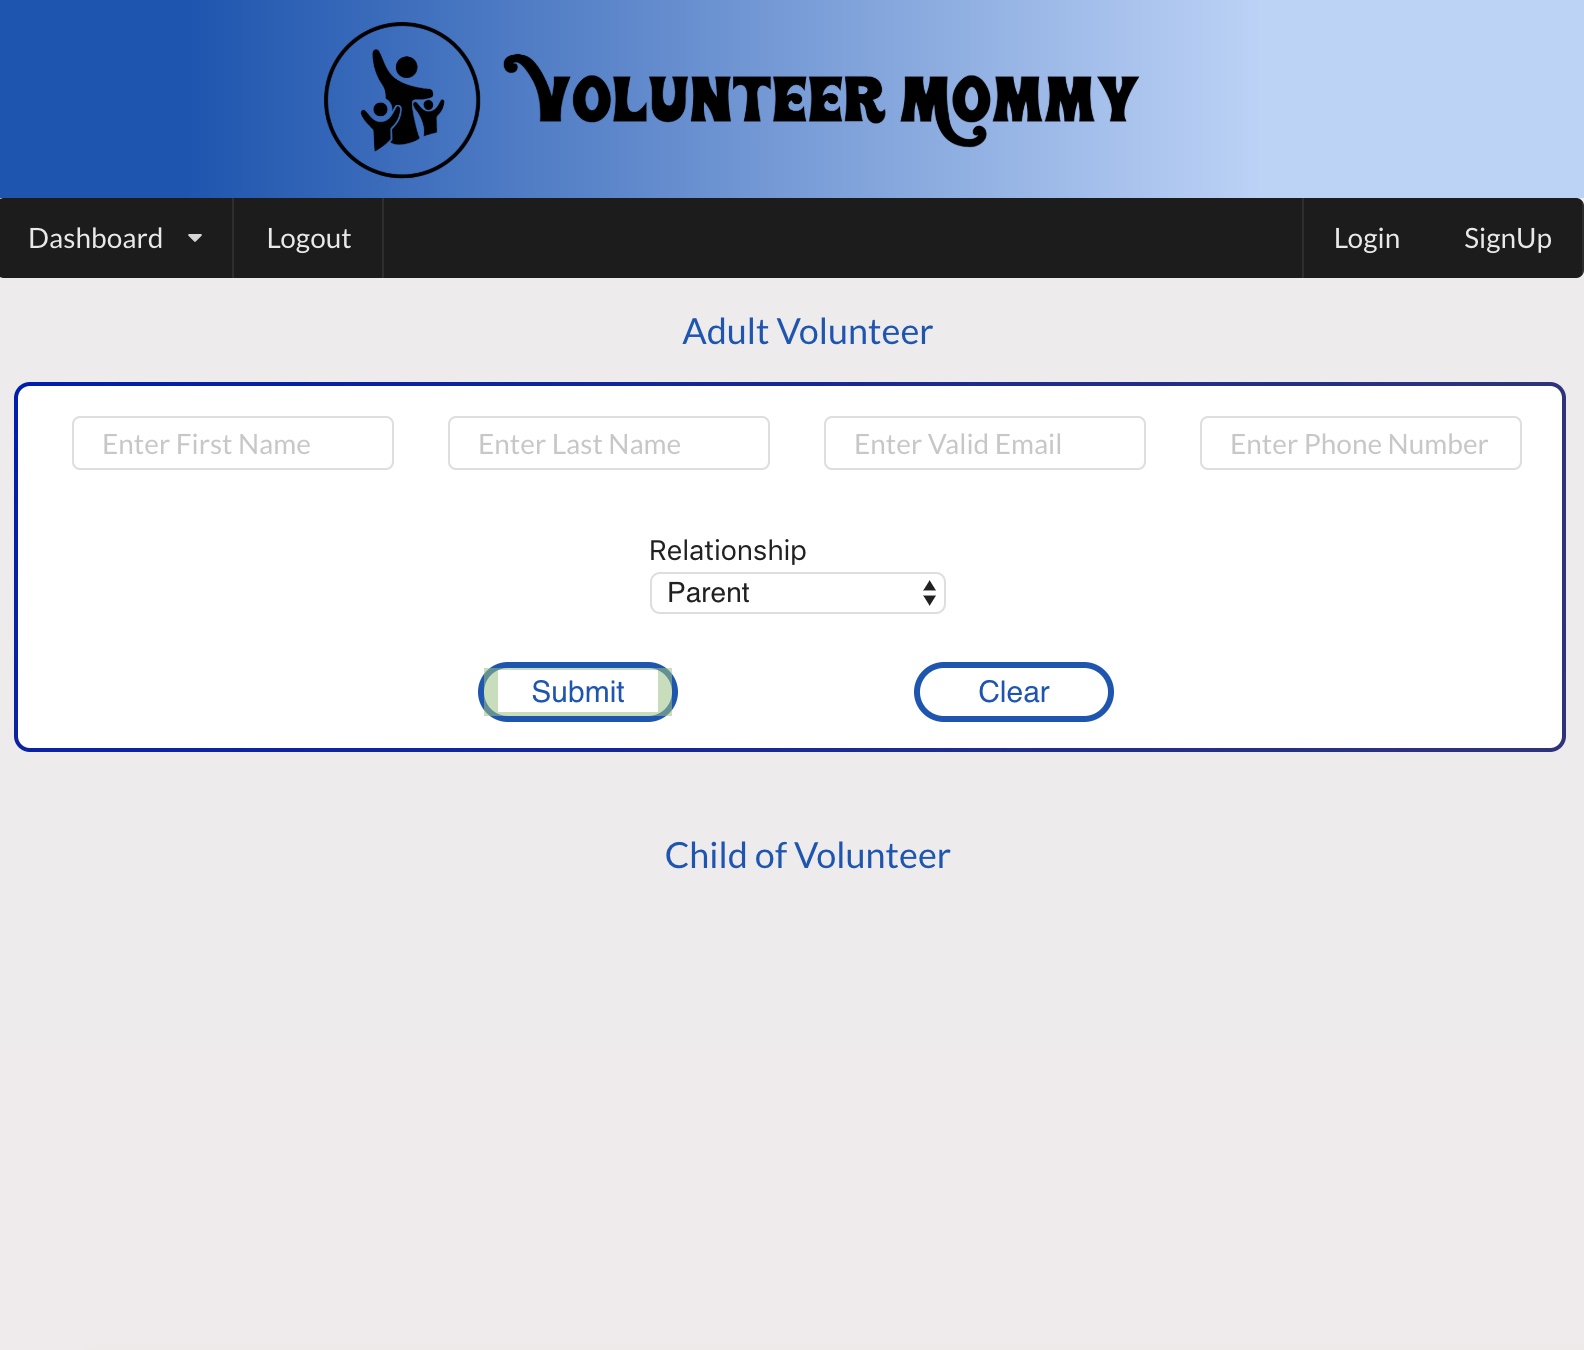 VOLUNTEER MOMMY
Dashboard Logout Login SignUp
Adult Volunteer
Enter First Name Enter Last Name Enter Valid Email Enter Phone Number
Relationship
Parent
Submit Clear
Child of Volunteer